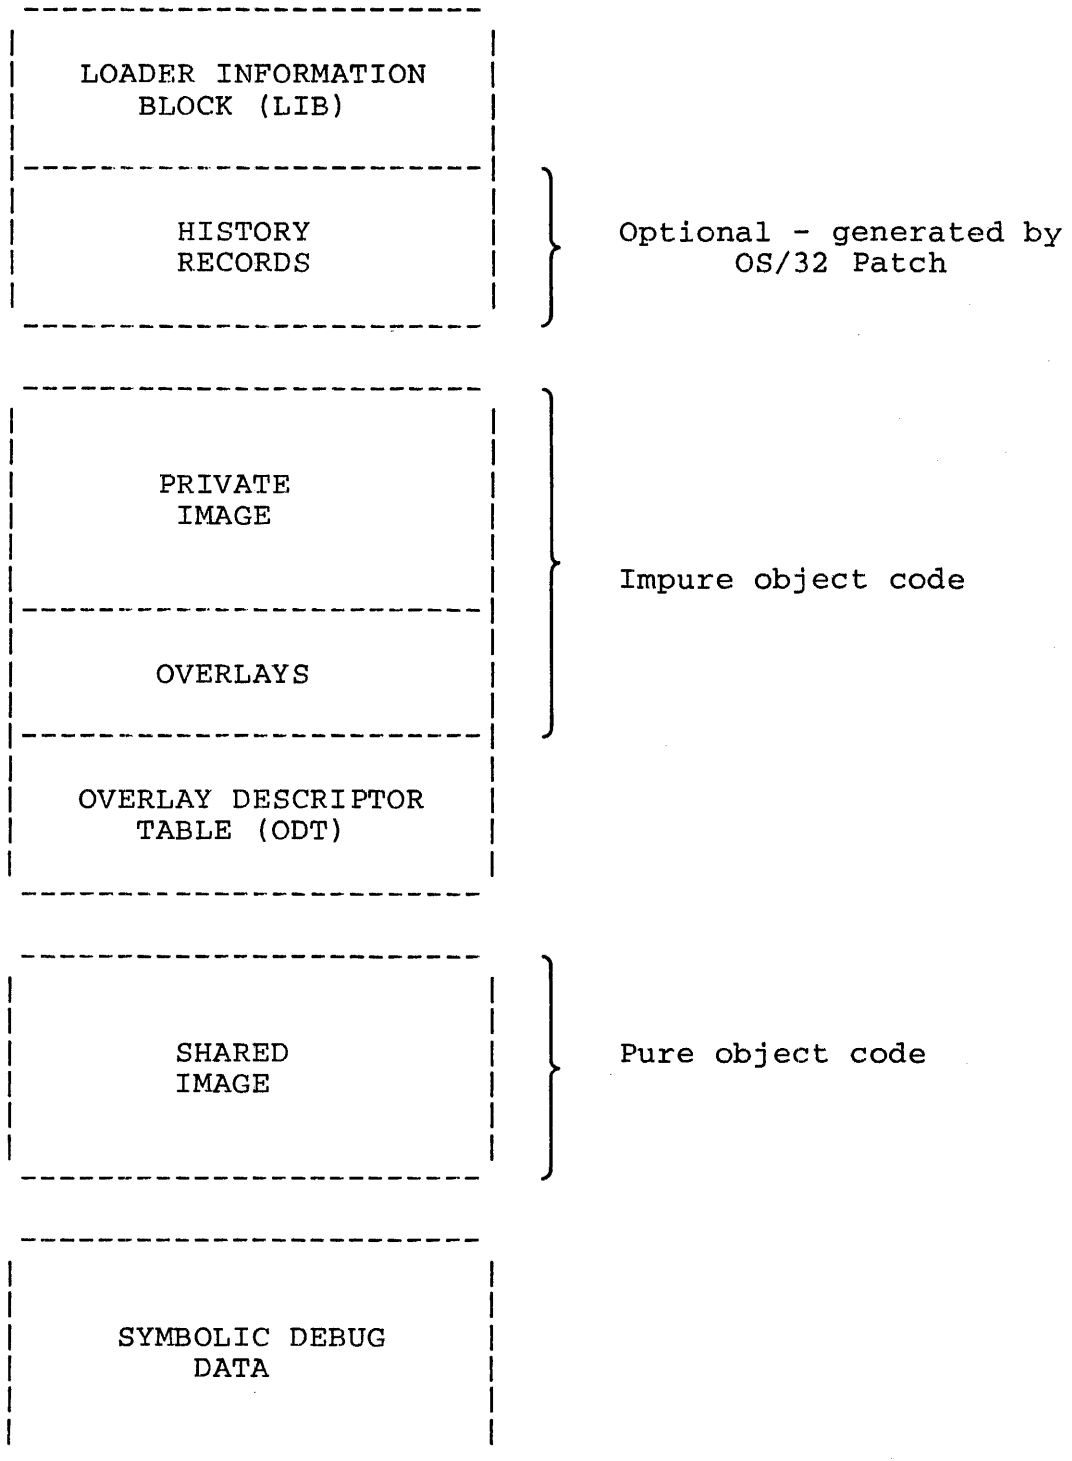 LOADER INFORMATION
BLOCK (LIB)
HISTORY
RECORDS
Optional - generated by
OS/32 Patch
PRIVATE
IMAGE
Impure object code
OVERLAYS
OVERLAY DESCRIPTOR
TABLE (ODT)
SHARED
IMAGE
Pure object code
SYMBOLIC DEBUG
DATA